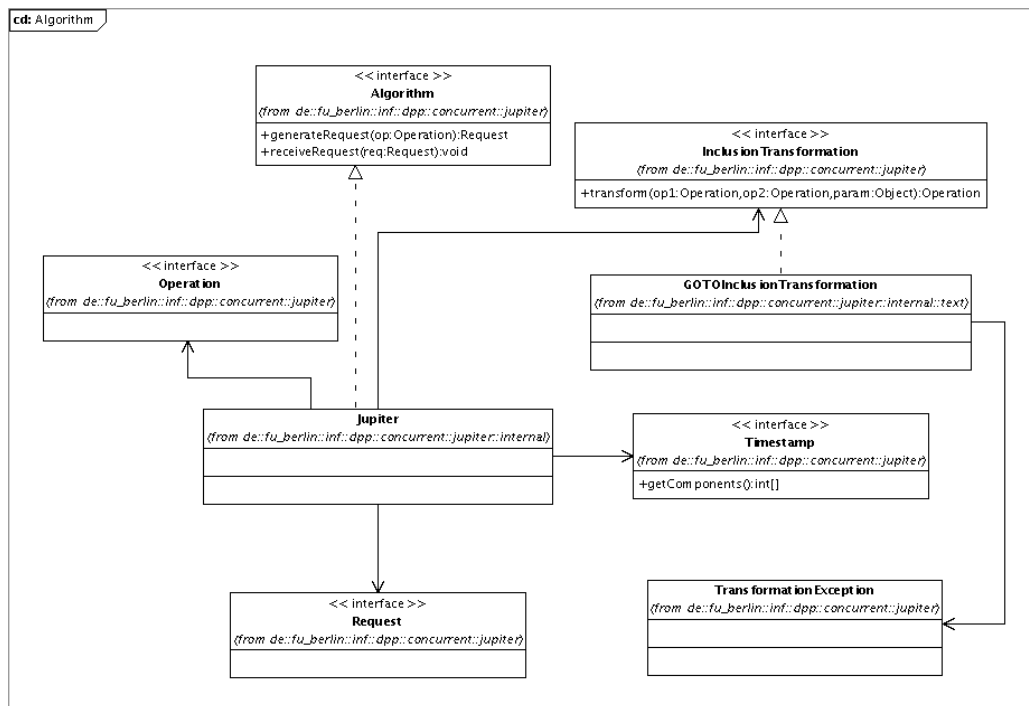 cd: Algorithm
<< interface >>
Algorithm
(from de::fu_berlin::inf::dpp::concurrent::jupiter)
+generateRequest(op:Operation):Request
+receiveRequest(req:Request):void
<< interface >>
InclusionTransformation
(from de::fu_berlin::inf::dpp::concurrent::jupiter)
+transform(op1:Operation,op2:Operation,param:Object):Operation
<< interface >>
Operation
(from de::fu_berlin::inf::dpp::concurrent::jupiter)
GOTOInclusionTransformation
(from de::fu_berlin::inf::dpp::concurrent::jupiter::internal::text)
Jupiter
(from de::fu_berlin::inf::dpp::concurrent::jupiter::internal)
<< interface >>
Timestamp
(from de::fu_berlin::inf::dpp::concurrent::jupiter)
+getComponents():int[]
<< interface >>
Request
(from de::fu_berlin::inf::dpp::concurrent::jupiter)
TransformationException
(from de::fu_berlin::inf::dpp::concurrent::jupiter)